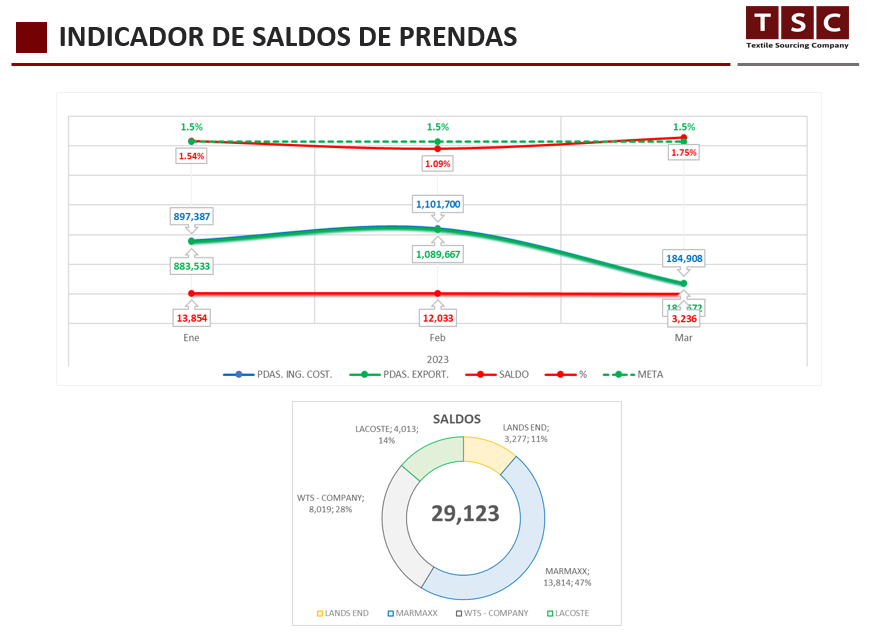 INDICADOR DE SALDOS DE PRENDAS
TSC
Textile Sourcing Company
1.5% 1.5% 1.5%
1.54% 1.09% 1.75%
897,387 1,101,700 184,908
883,533 1,089,667
13,854 12,033 3,236
Ene Feb Mar
2023
PDAS. ING. COST. PDAS. EXPORT. SALDO % META
SALDOS
LACOSTE; 4,013;
14%
LANDS END;
3,277; 11%
WTS - COMPANY;
8,019; 28%
29,123
MARMAXX;
13,814; 47%
LANDS END MARMAXX WTS - COMPANY LACOSTE